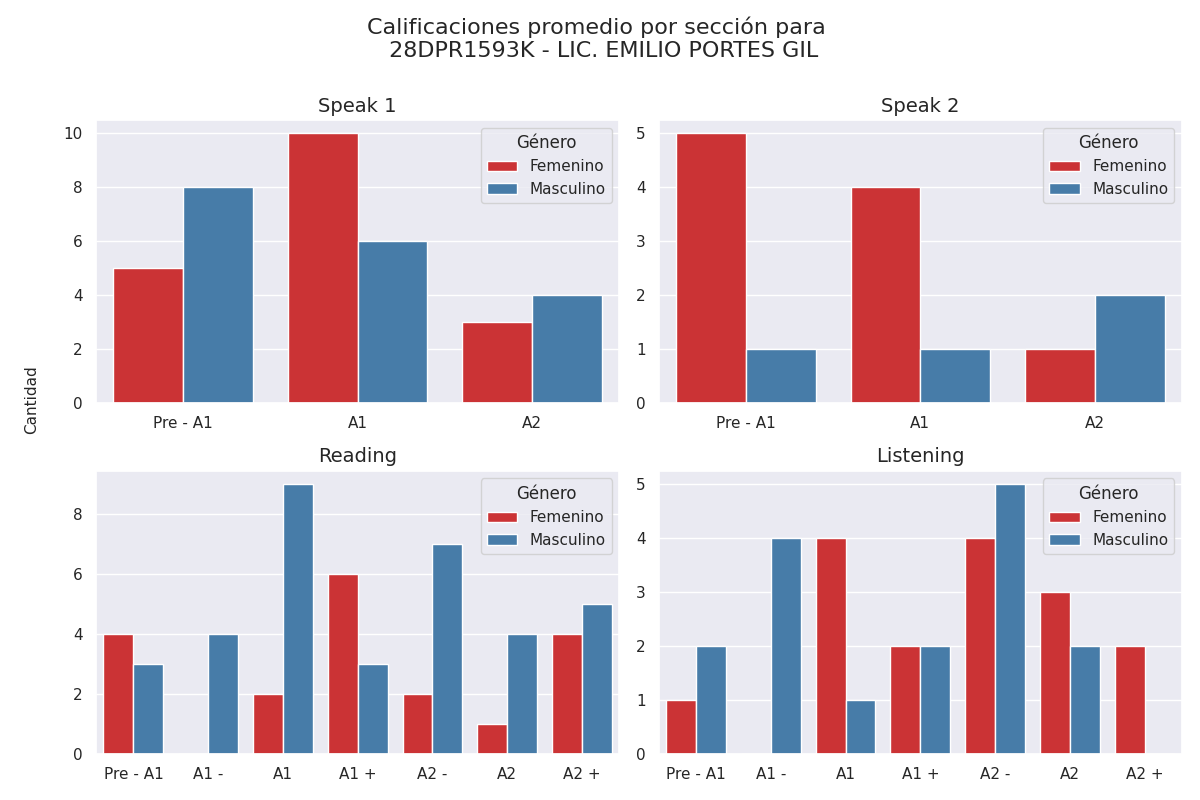 Calificaciones promedio por sección para
28DPR1593K - LIC. EMILIO PORTES GIL
Cantidad
Speak 1
10
8
6
4
2
0
Pre - A1 A1 A2
Género
Femenino
Masculino
Speak 2
5
4
3
2
1
0
Pre - A1 A1 A2
Género
Femenino
Masculino
Reading
8
6
4
2
0
Pre - A1 A1 - A1 A1 + A2 - A2 A2 +
Género
Femenino
Masculino
Listening
5
4
3
2
1
0
Pre - A1 A1 - A1 A1 + A2 - A2 A2 +
Género
Femenino
Masculino